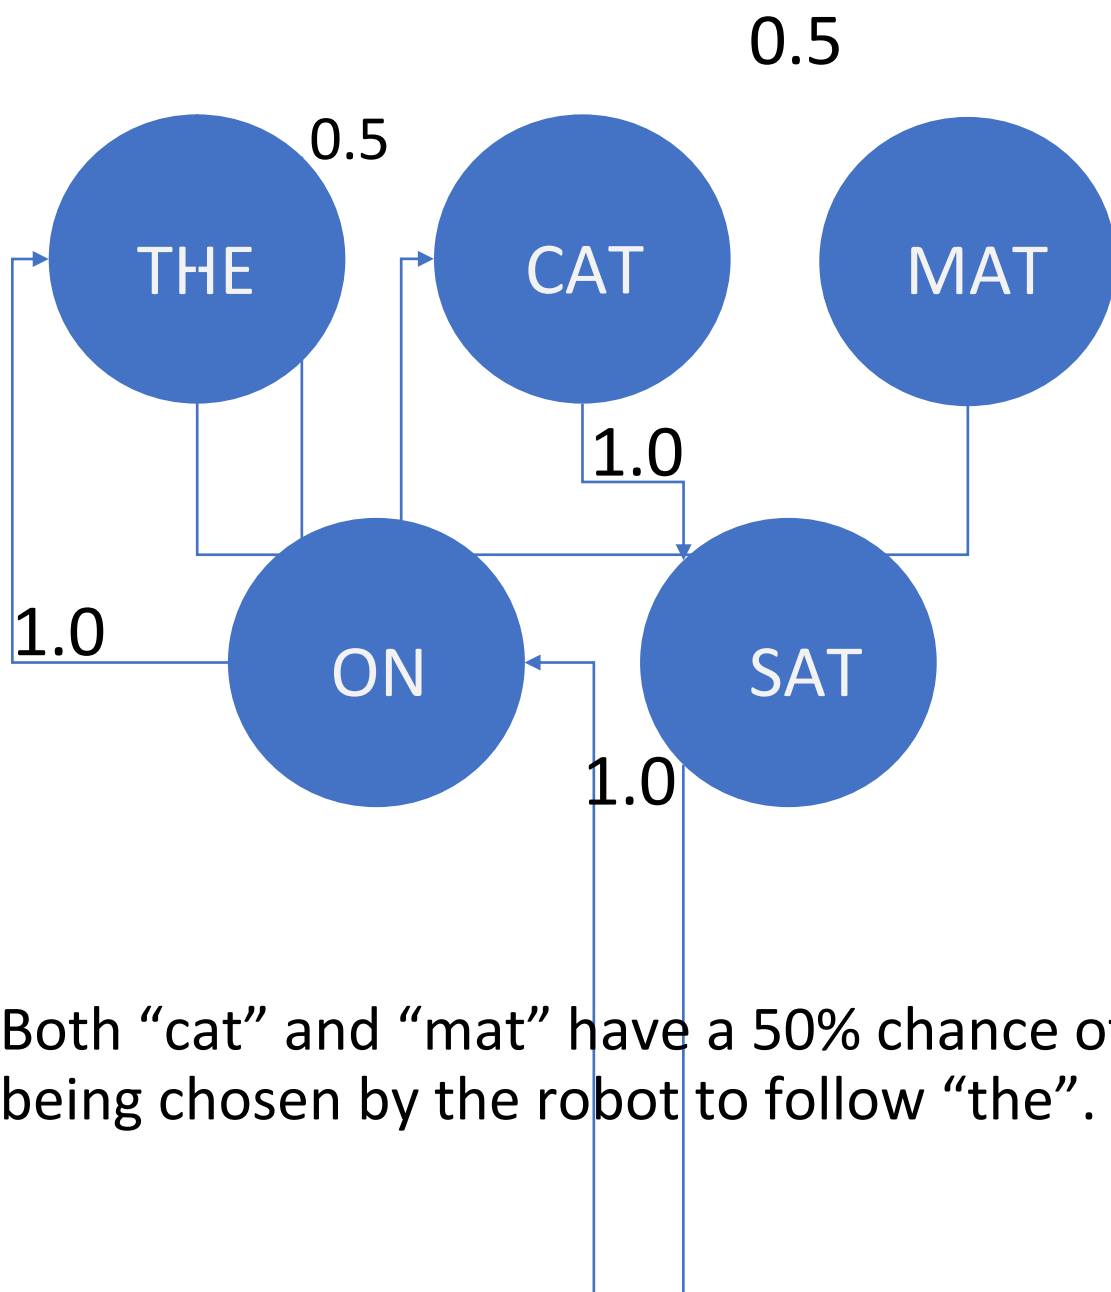 0.5
0.5
THE
CAT
MAT
1.0
1.0
ON
SAT
1.0
Both “cat” and “mat” have a 50% chance of
being chosen by the robot to follow “the”.